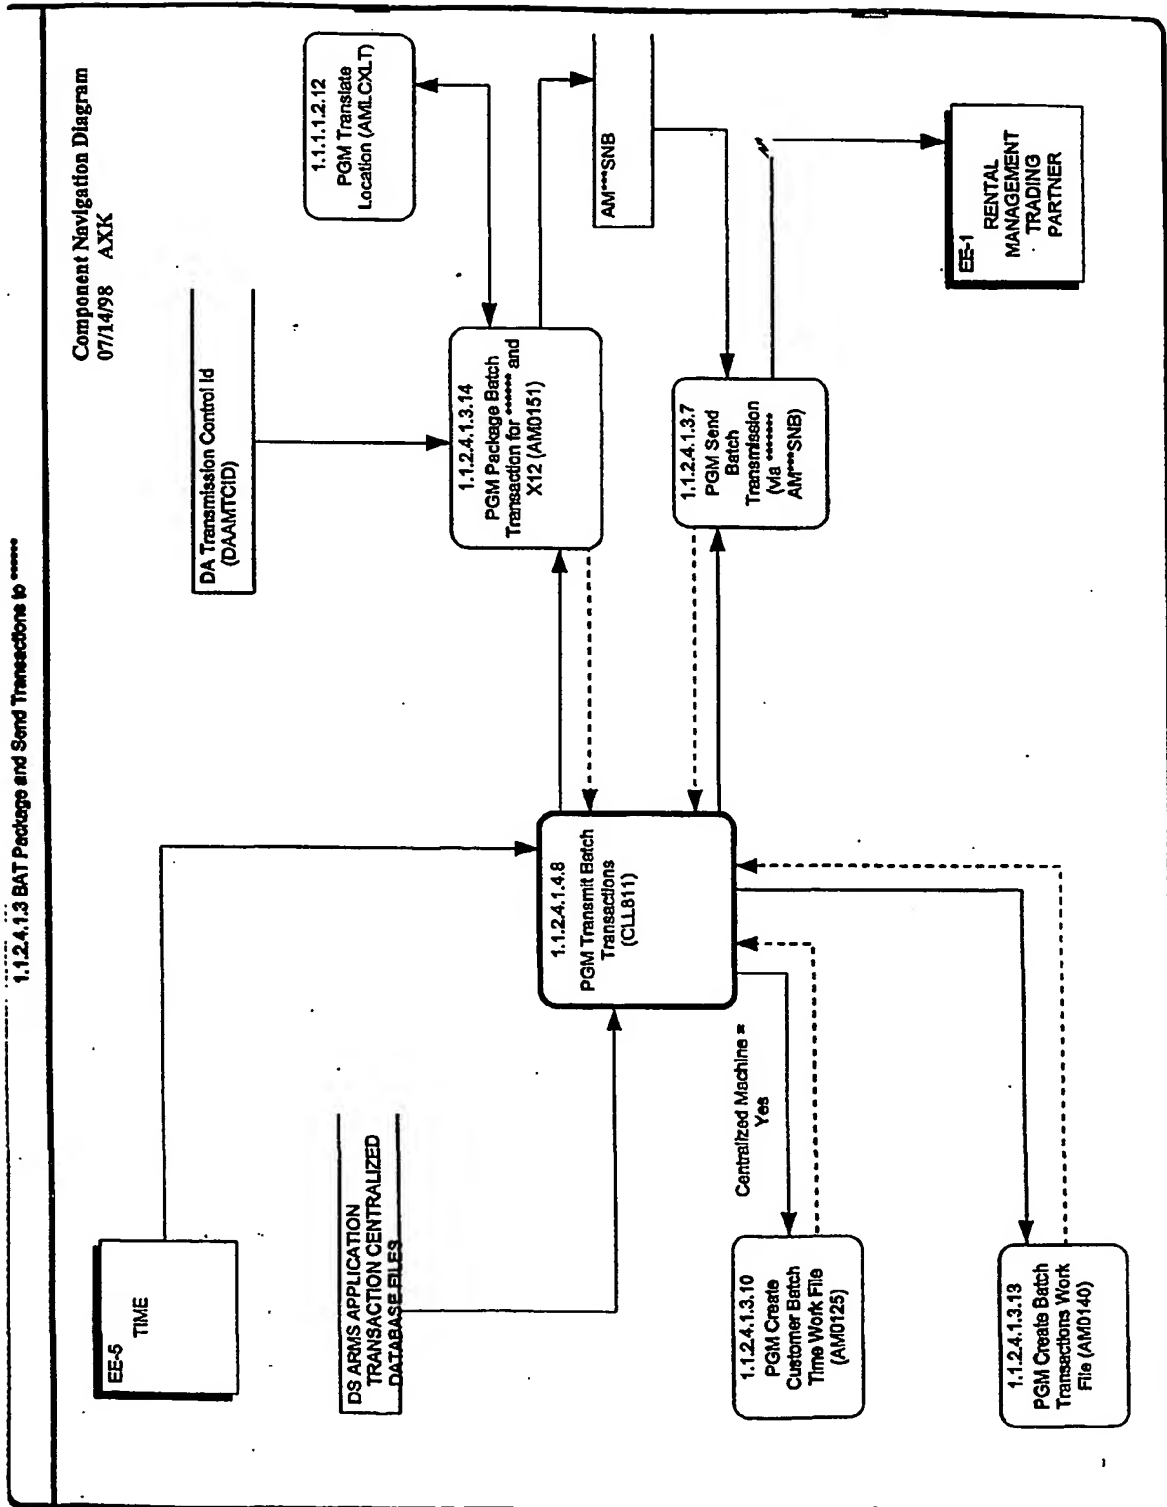 1.1.2.4.1.3 BAT Package and Send Transactions to ******
Component Navigation Diagram
07/14/98 AXK
EE-5
TIME
DA Transmission Control Id
(DAAMTCID)
1.1.1.1.2.12
PGM Translate
Location (AMLCXLT)
DS ARMS APPLICATION
TRANSACTION CENTRALIZED
DATABASE FILES
1.1.2.4.1.4.8
PGM Transmit Batch
Transactions
(CLL811)
1.1.2.4.1.3.14
PGM Package Batch
Transaction for ****** and
X12 (AM0151)
AM***SNB
1.1.2.4.1.3.7
PGM Send
Batch
Transmission
(via *******
AM***SNB)
Centralized Machine =
Yes
1.1.2.4.1.3.10
PGM Create
Customer Batch
Time Work File
(AM0125)
1.1.2.4.1.3.13
PGM Create Batch
Transactions Work
File (AM0140)
EE-1
RENTAL
MANAGEMENT
TRADING
PARTNER